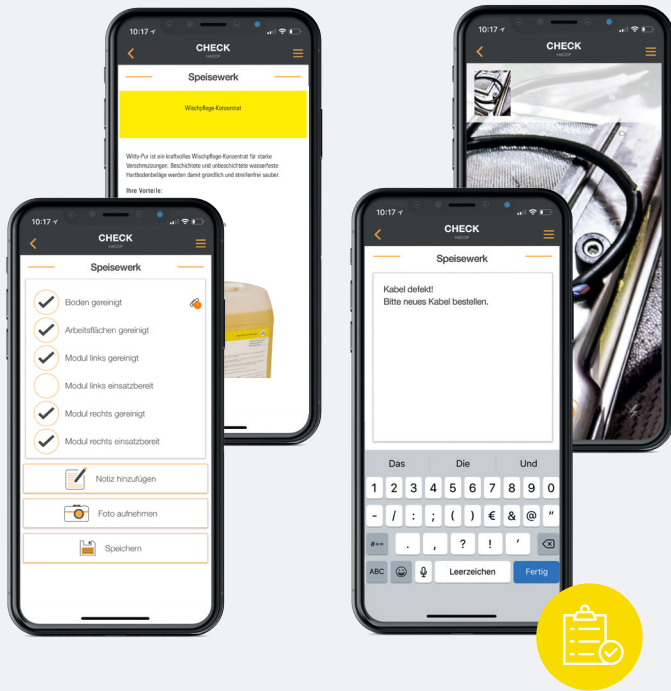 10:17
CHECK
HACCP
Speisewerk
Wischpflege-Konzentrat
Witty-Pur ist ein kraftvolles Wischpflege-Konzentrat für starke
Verschmutzungen. Beschichtete und unbeschichtete wasserfeste
Hartbodenbeläge werden damit gründlich und streifenfrei sauber.
Ihre Vorteile:
10:17
CHECK
HACCP
10:17
CHECK
HACCP
Speisewerk
Boden gereinigt
Arbeitsflächen gereinigt
Modul links gereinigt
Modul links einsatzbereit
Modul rechts gereinigt
Modul rechts einsatzbereit
Notiz hinzufügen
Foto aufnehmen
Speichern
10:17
CHECK
HACCP
Speisewerk
Kabel defekt!
Bitte neues Kabel bestellen.
Das Die Und
1 2 3 4 5 6 7 8 9 0
- / : ; ( ) € & @ "
#+= . , ? ! '
ABC Leerzeichen Fertig